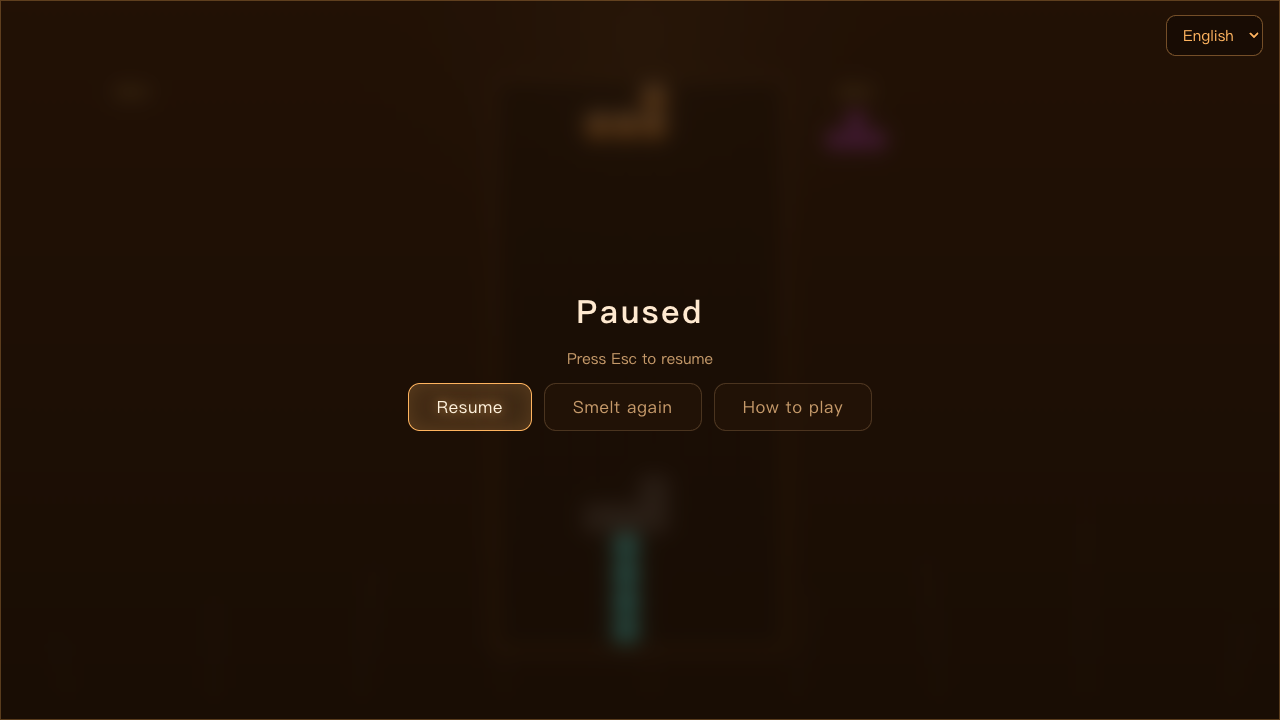 English
Paused
Press Esc to resume
Resume
Smelt again
How to play